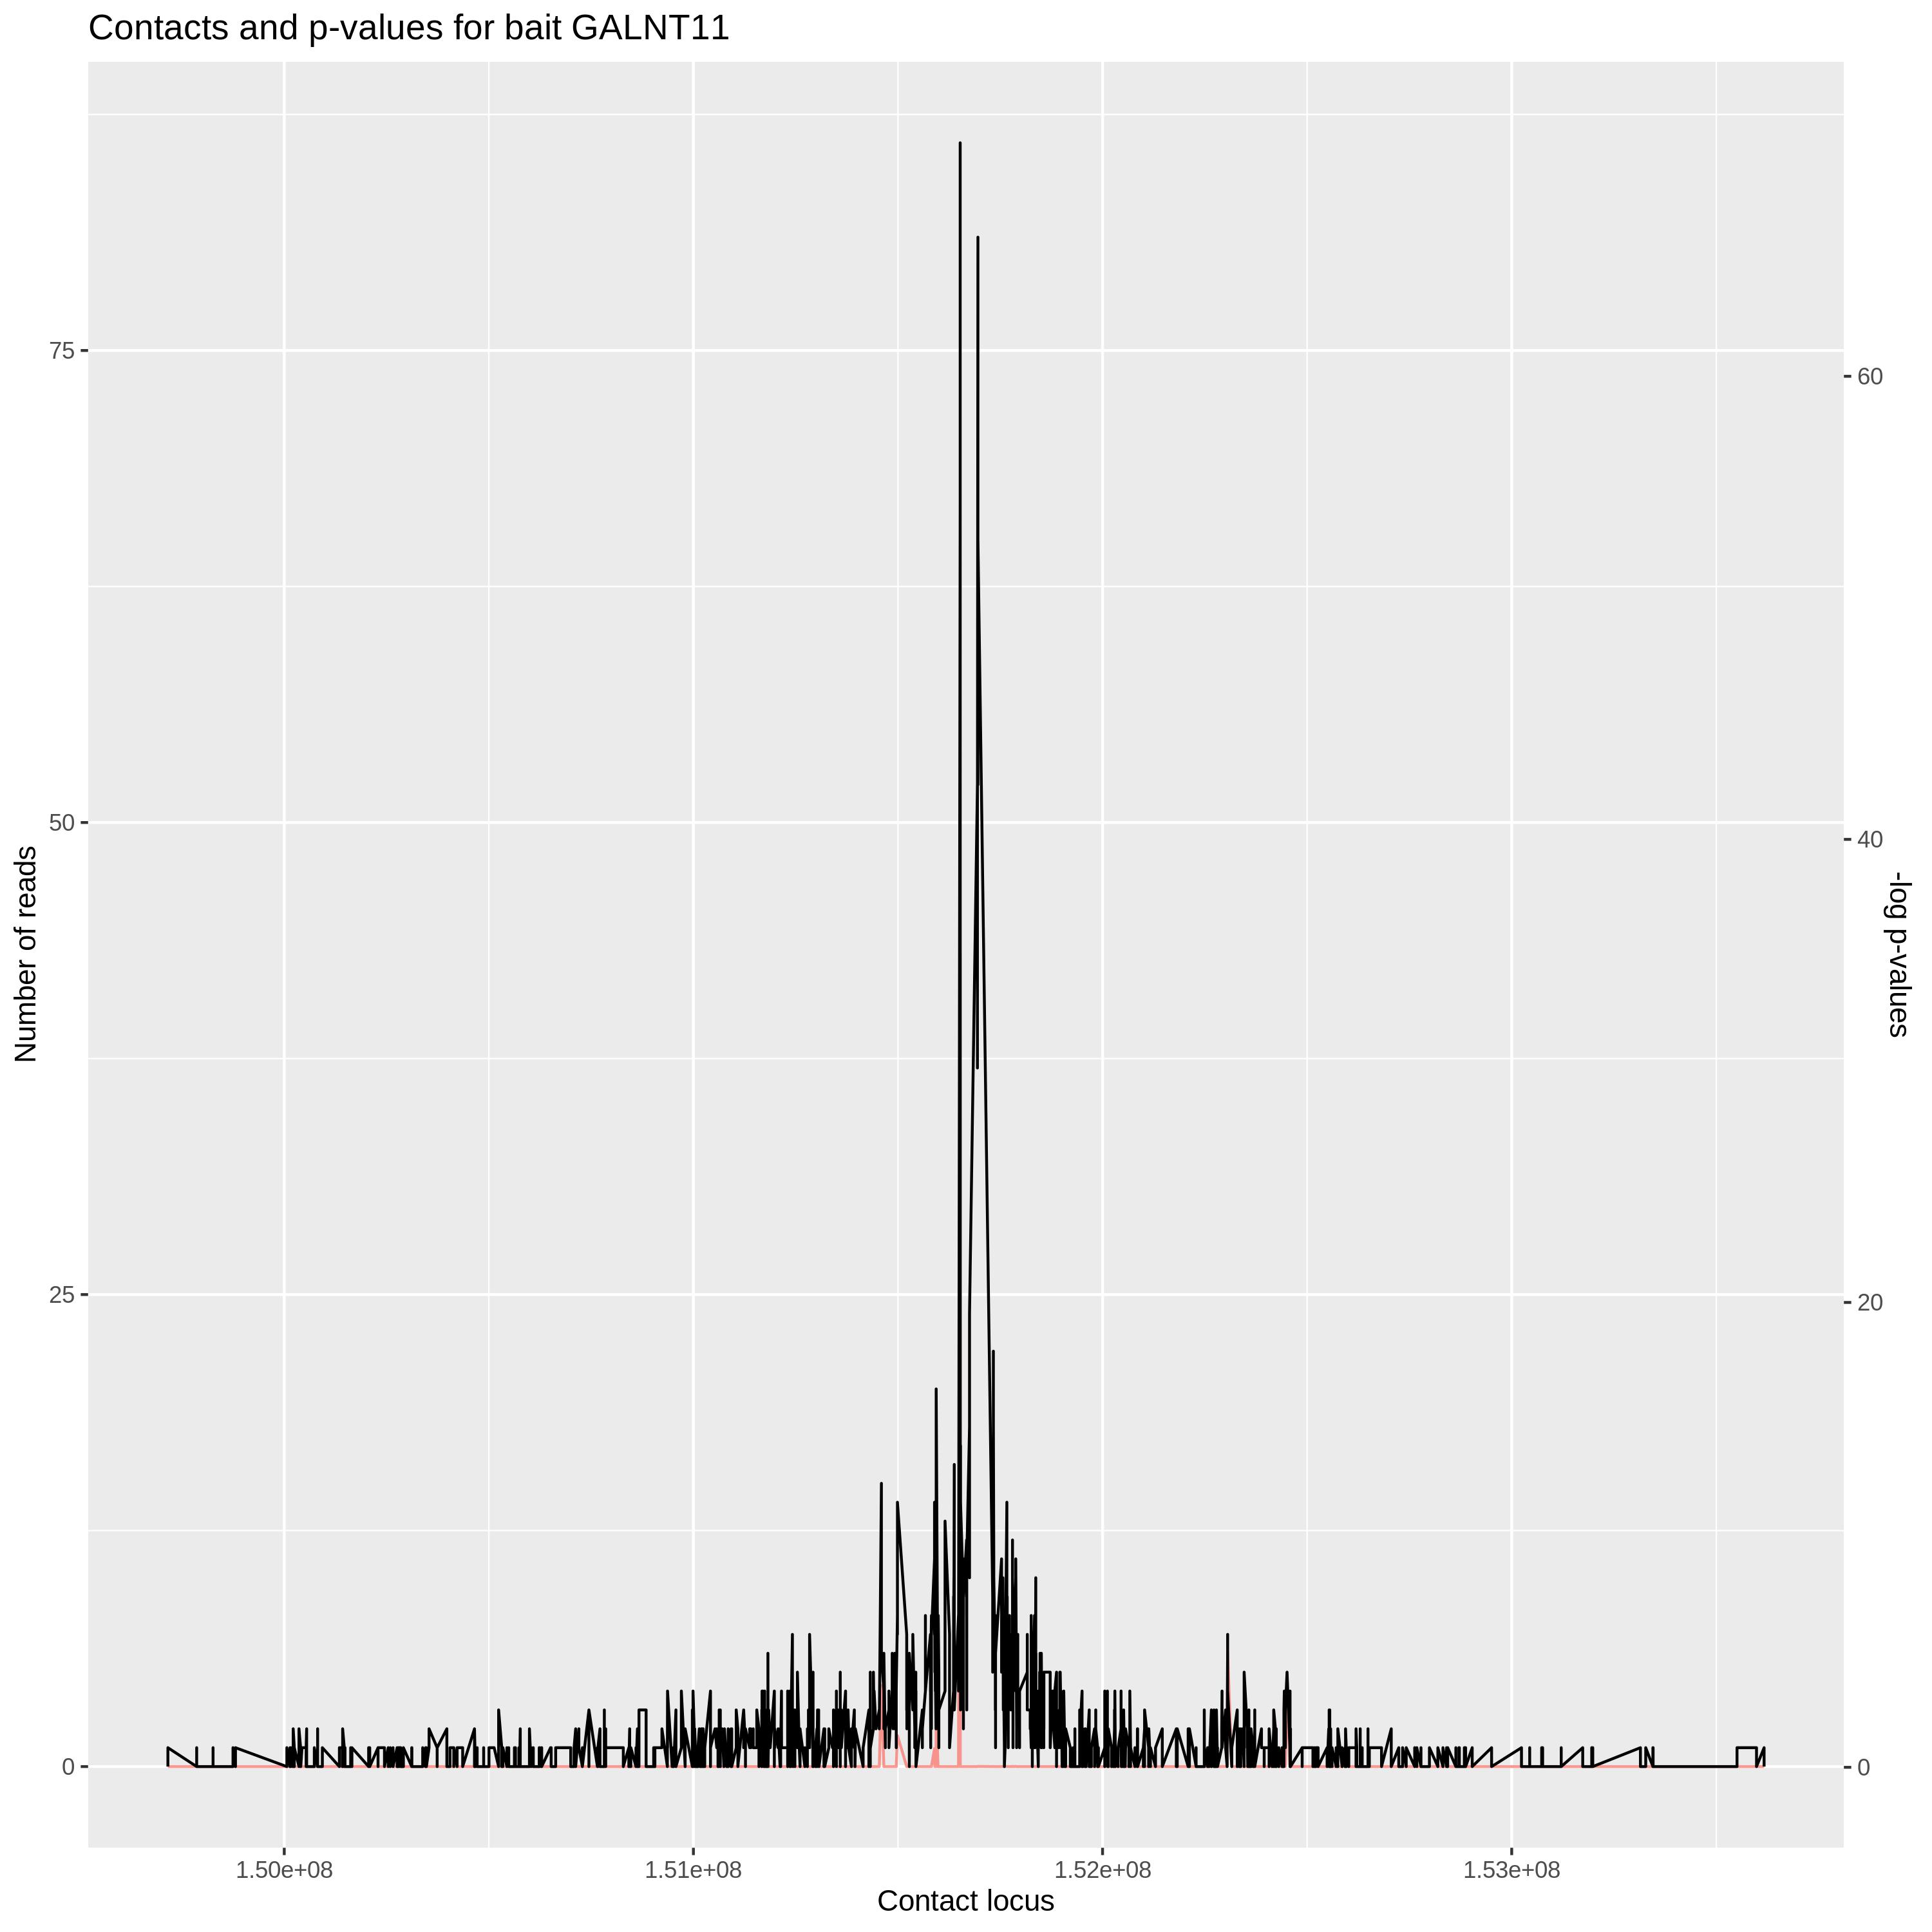 Contacts and p-values for bait GALNT11
75
60
50
40
Number of reads
-log p-values
25
20
0
0
1.50e+08
1.51e+08
1.52e+08
1.53e+08
Contact locus